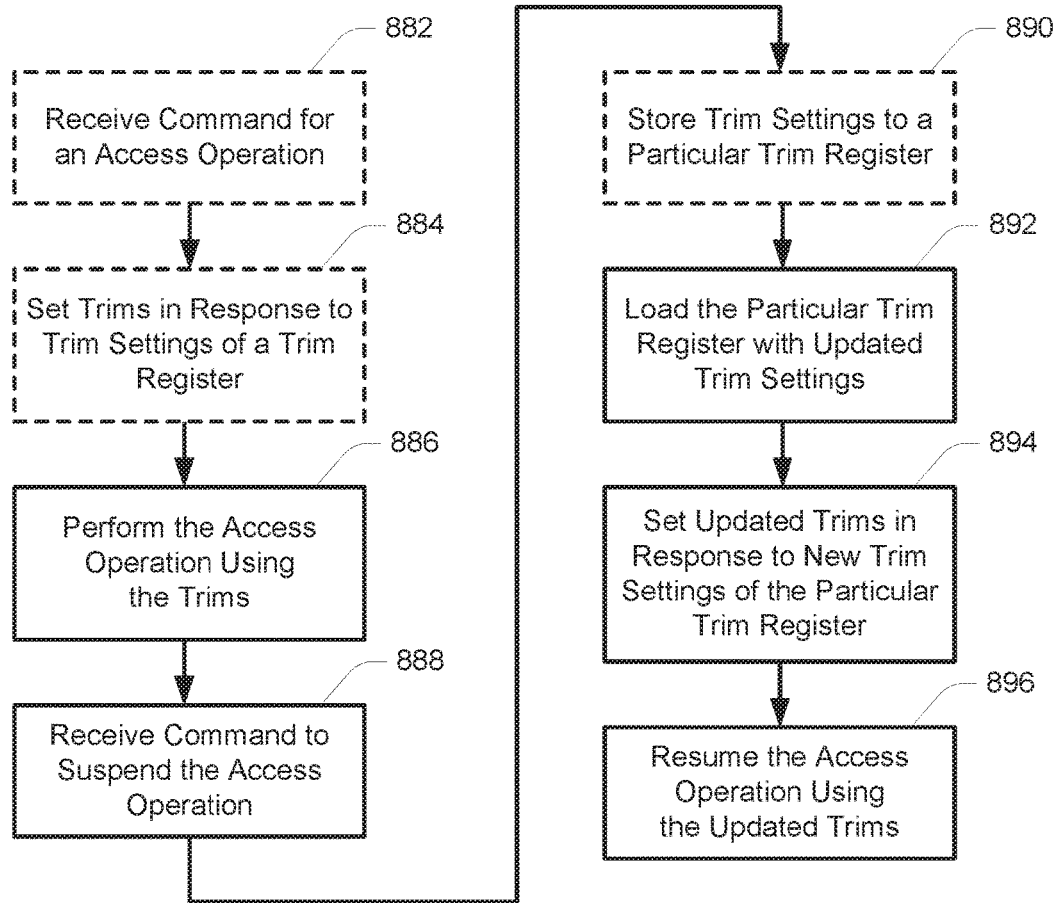 882
Receive Command for
an Access Operation
884
Set Trims in Response to
Trim Settings of a Trim
Register
886
Perform the Access
Operation Using
the Trims
888
Receive Command to
Suspend the Access
Operation
890
Store Trim Settings to a
Particular Trim Register
892
Load the Particular Trim
Register with Updated
Trim Settings
894
Set Updated Trims in
Response to New Trim
Settings of the Particular
Trim Register
896
Resume the Access
Operation Using
the Updated Trims